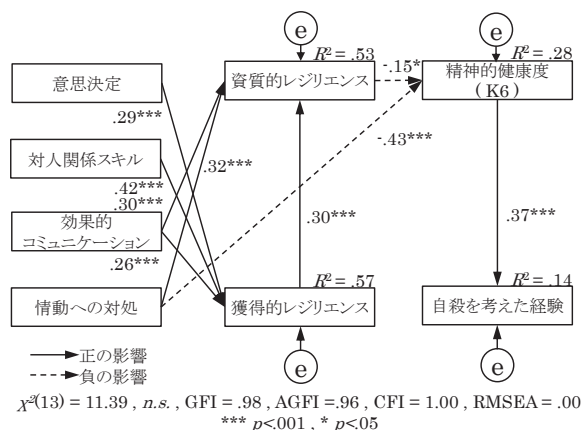 e
e
R² = .53
R² = .28
意思決定
資質的レジリエンス
-.15*
精神的健康度
( K6 )
.29***
対人関係スキル
.32***
-.43***
.42***
.30***
効果的
コミュニケーション
.30***
.37***
.26***
R² = .57
R² = .14
情動への対処
獲得的レジリエンス
自殺を考えた経験
正の影響
負の影響
e
e
χ²(13) = 11.39 , n.s. , GFI = .98 , AGFI =.96 , CFI = 1.00 , RMSEA = .00
*** p<.001 , * p<.05